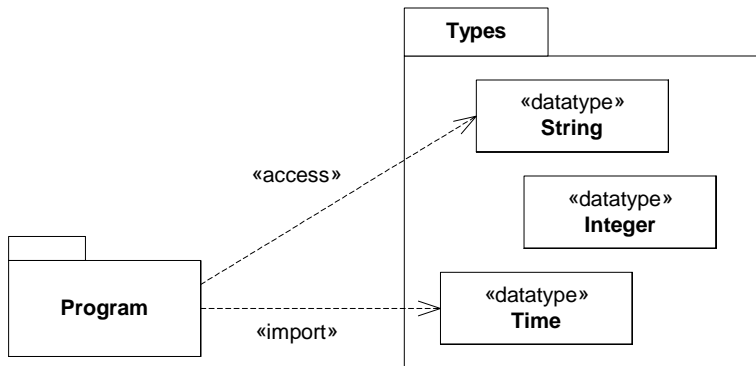 Types
«datatype»
String
«access»
«datatype»
Integer
Program
«datatype»
Time
«import»